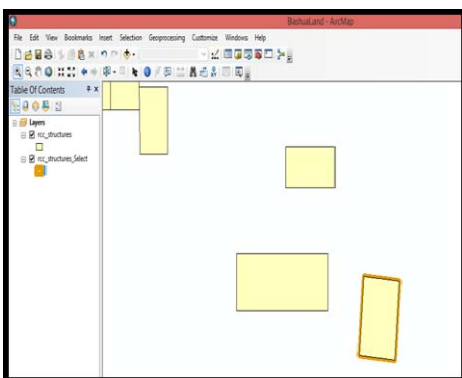 BashuaLand - ArcMap
File Edit View Bookmarks Insert Selection Geoprocessing Customize Windows Help
Table Of Contents
Layers
rcc_structures
rcc_structures_Select